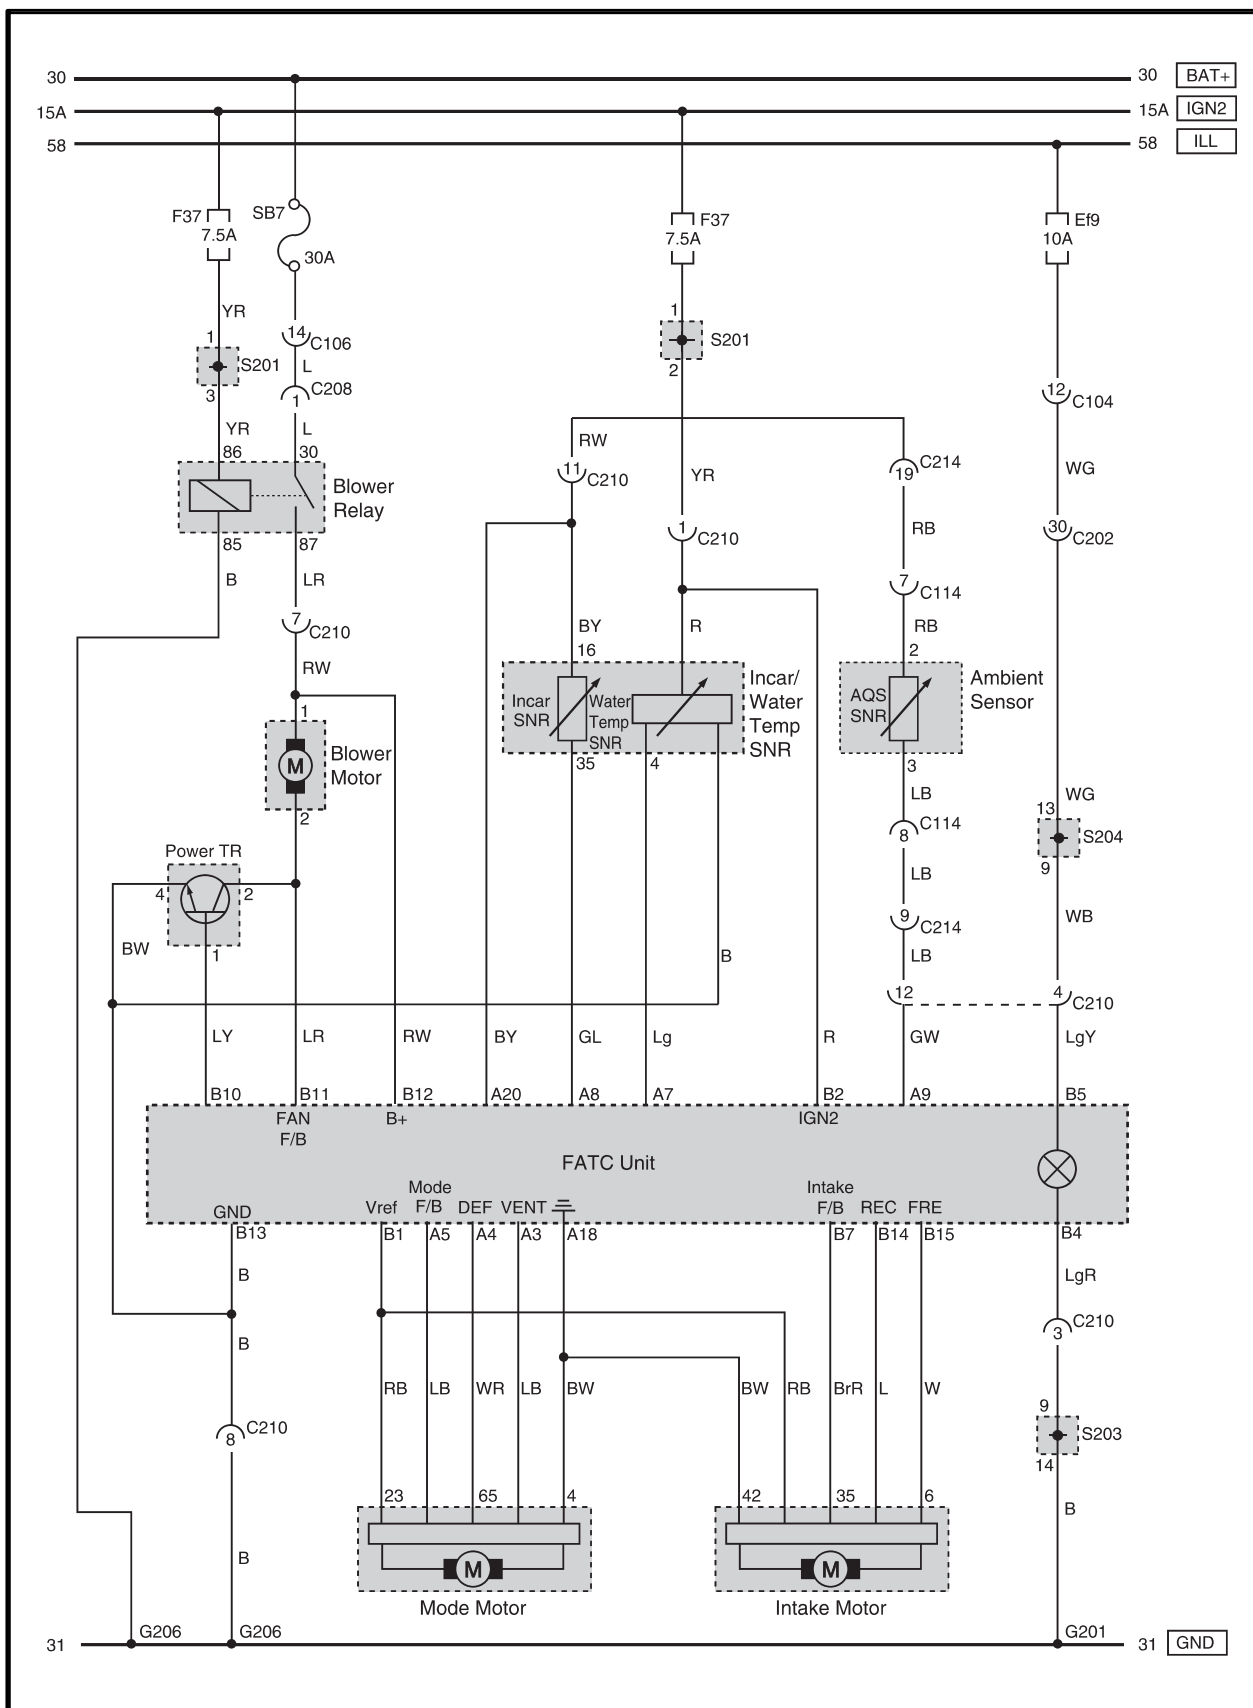 30 30 BAT+
15A 15A IGN2
58 58 ILL
F37 SB7 F37 Ef9
7.5A 7.5A 10A
30A
YR 1
1 14 C106 S201
S201 L 2
C208
3 1 12 C104
YR L
86 30
RW C214
11 C210 19 YR WG
Blower
Relay
1 C210 RB 30 C202
85 87
B LR 7 C114
7 C210 BY R RB
16 2
RW
Incar/
Water
Temp
SNR
Ambient
Sensor
Incar
SNR
Water
Temp
SNR
AQS
SNR
1
Blower
Motor
35 4 3
LB WG
13
2 C114 S204
8
Power TR
4 2 LB 9
9 C214 WB
BW 1 B LB
12 4 C210
LY LR RW BY GL Lg R GW LgY
B10 B11 B12 A20 A8 A7 B2 A9 B5
FAN
F/B
B+ IGN2
FATC Unit
GND Vref
Mode
F/B
DEF VENT
Intake
F/B
REC FRE
B13 B1 A5 A4 A3 A18 B7 B14 B15 B4
B LgR
C210
B 3
RB LB WR LB BW BW RB BrR L W
9
C210 S203
8 14
23 65 4 42 35 6
B
B
M M
Mode Motor Intake Motor
G206 G206 G201
31 31 GND
M